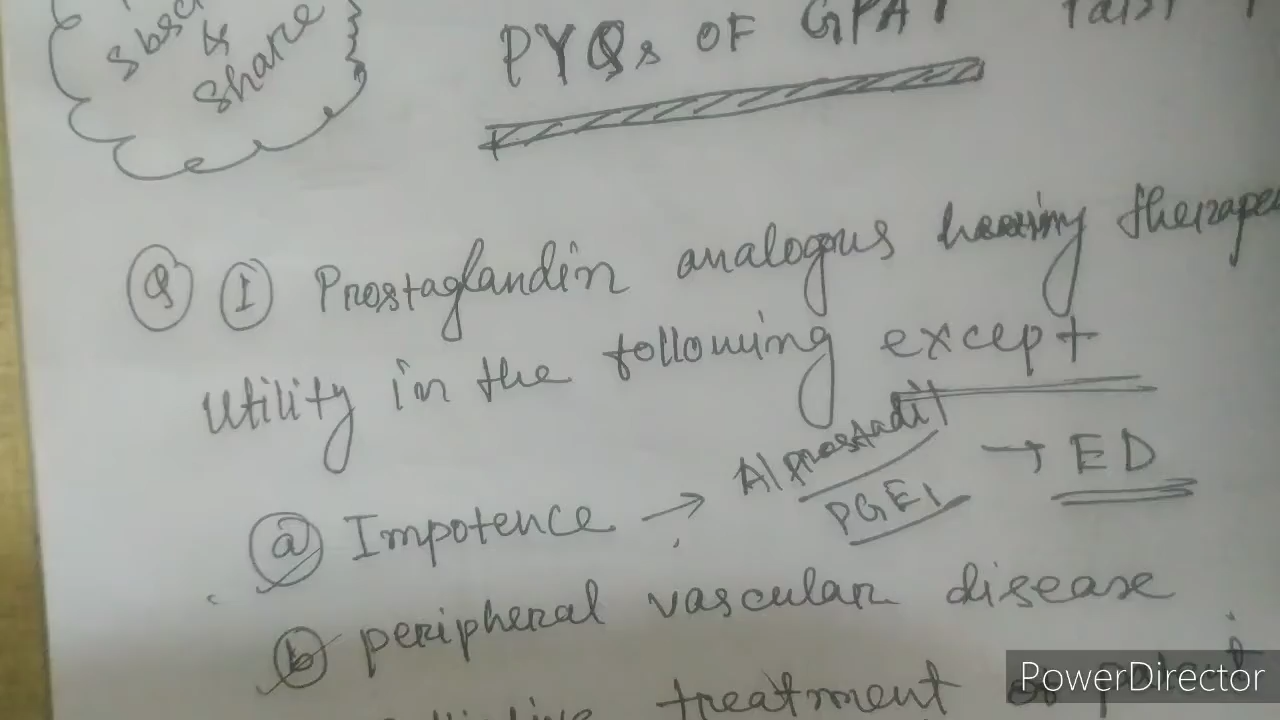 &
Share
PYQs OF GPAT
Q I Prostaglandin analogous having therape
utility in the following except
a Impotence → Alprostadil → ED
PGE1
b peripheral vascular disease
treatment
PowerDirector